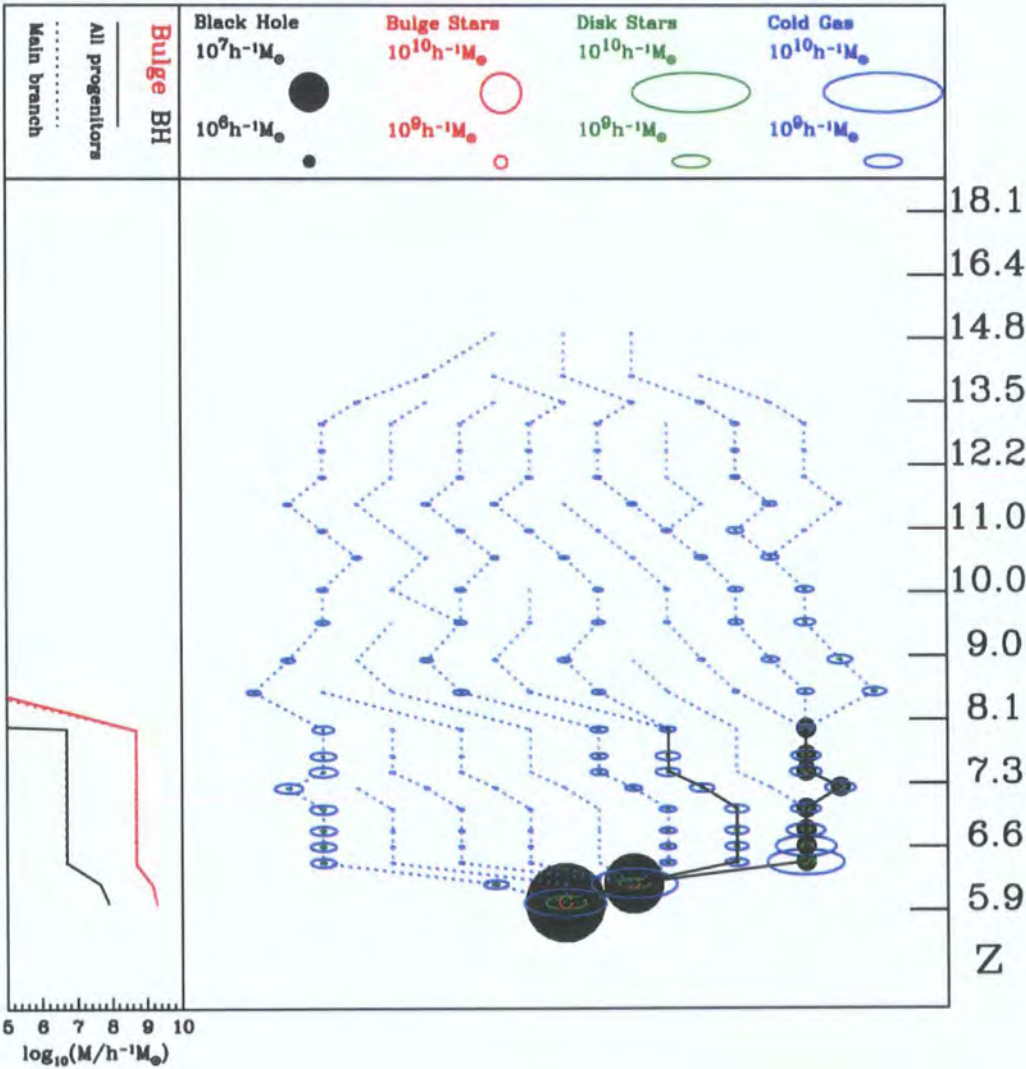 Bulge BH
All progenitors
Main branch
Black Hole
10⁷h⁻¹M⊙
10⁶h⁻¹M⊙
Bulge Stars
10¹⁰h⁻¹M⊙
10⁹h⁻¹M⊙
Disk Stars
10¹⁰h⁻¹M⊙
10⁹h⁻¹M⊙
Cold Gas
10¹⁰h⁻¹M⊙
10⁹h⁻¹M⊙
18.1
16.4
14.8
13.5
12.2
11.0
10.0
9.0
8.1
7.3
6.6
5.9
Z
5 6 7 8 9 10
log₁₀(M/h⁻¹M⊙)